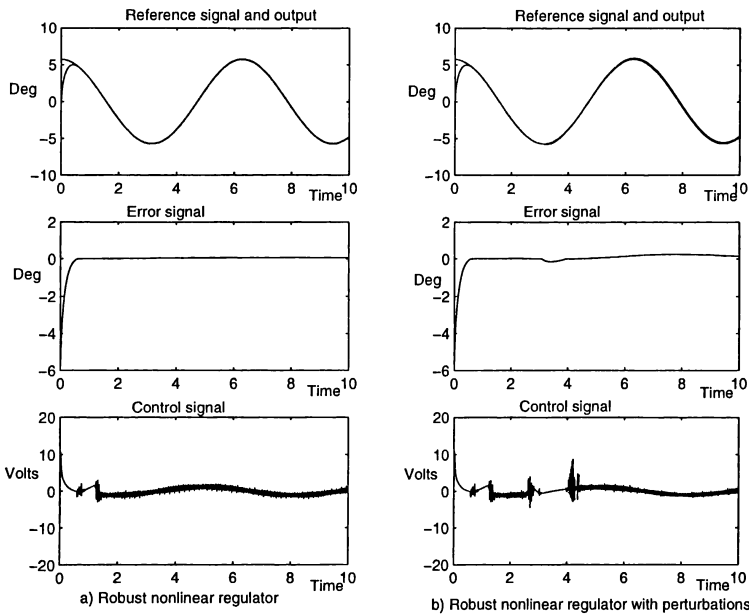 Reference signal and output
10
5
Deg
0
−5
−10
0 2 4 6 8 10
Time
Error signal
2
0
Deg
−2
−4
−6
0 2 4 6 8 10
Time
Control signal
20
10
Volts
0
−10
−20
0 2 4 6 8 10
Time
a) Robust nonlinear regulator
Reference signal and output
10
5
Deg
0
−5
−10
0 2 4 6 8 10
Time
Error signal
2
0
Deg
−2
−4
−6
0 2 4 6 8 10
Time
Control signal
20
10
Volts
0
−10
−20
0 2 4 6 8 10
Time
b) Robust nonlinear regulator with perturbations